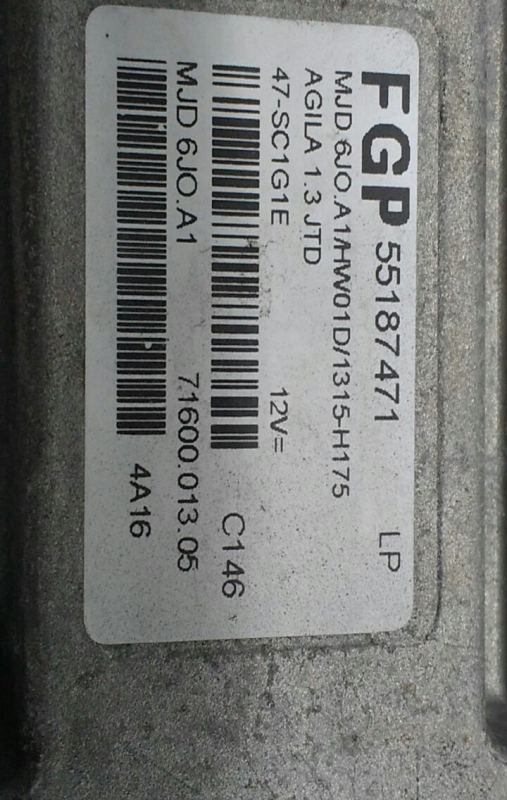 FGP 55187471 LP
MJD 6JO.A1/HW01D/1315-H175
AGILA 1.3 JTD
47-SC1G1E 12V=
C146
MJD 6JO.A1 71600.013.05
4A16